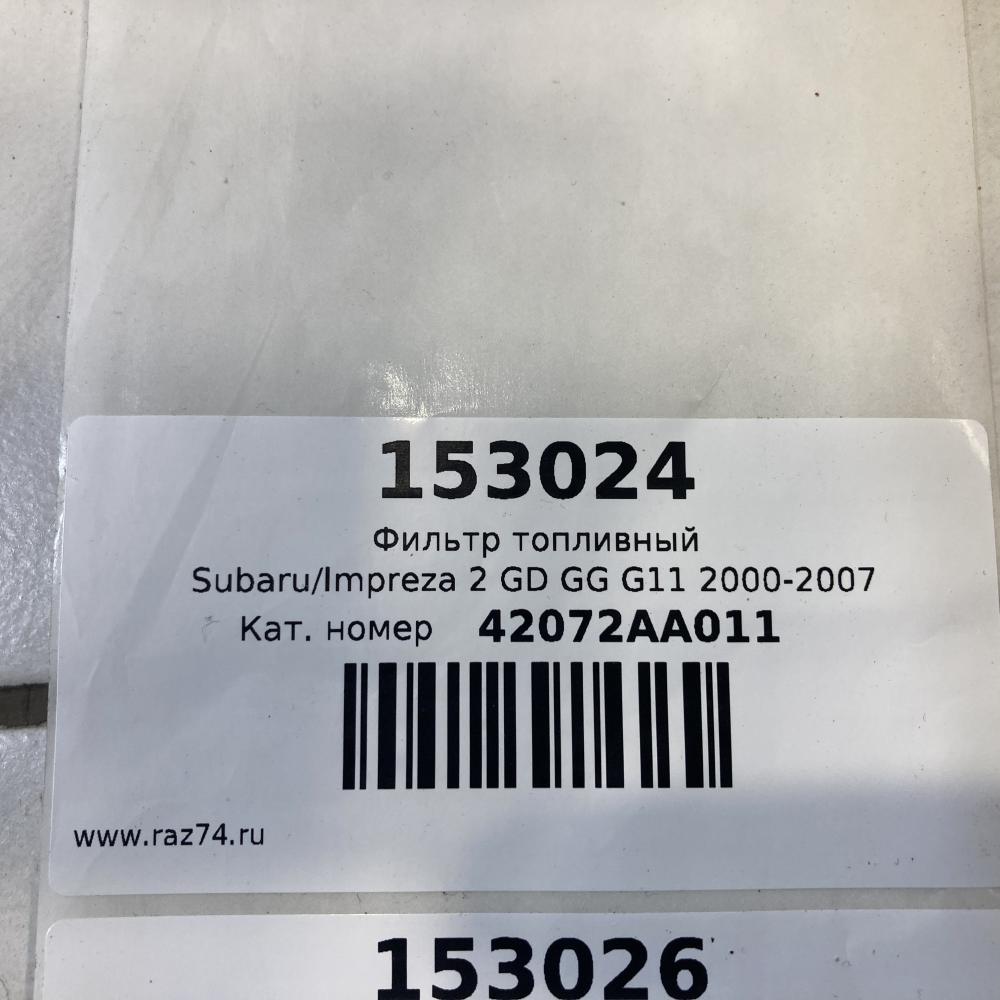 153024
Фильтр топливный
Subaru/Impreza 2 GD GG G11 2000-2007
Кат. номер 42072AA011
www.raz74.ru
153026